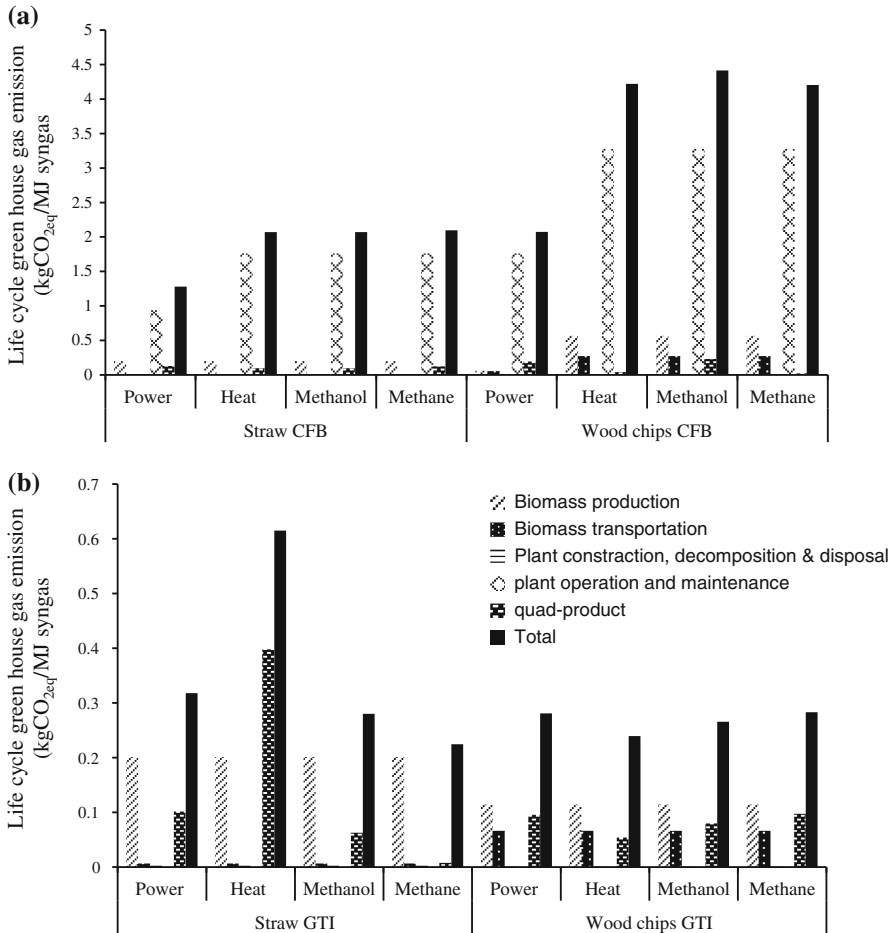 (a)
Life cycle green house gas emission
(kgCO2eq/MJ syngas
5
4.5
4
3.5
3
2.5
2
1.5
1
0.5
0
Power Heat Methanol Methane Power Heat Methanol Methane
Straw CFB Wood chips CFB
(b)
Life cycle green house gas emission
(kgCO2eq/MJ syngas
0.7
0.6
0.5
0.4
0.3
0.2
0.1
0
Biomass production
Biomass transportation
Plant constraction, decomposition & disposal
plant operation and maintenance
quad-product
Total
Power Heat Methanol Methane Power Heat Methanol Methane
Straw GTI Wood chips GTI